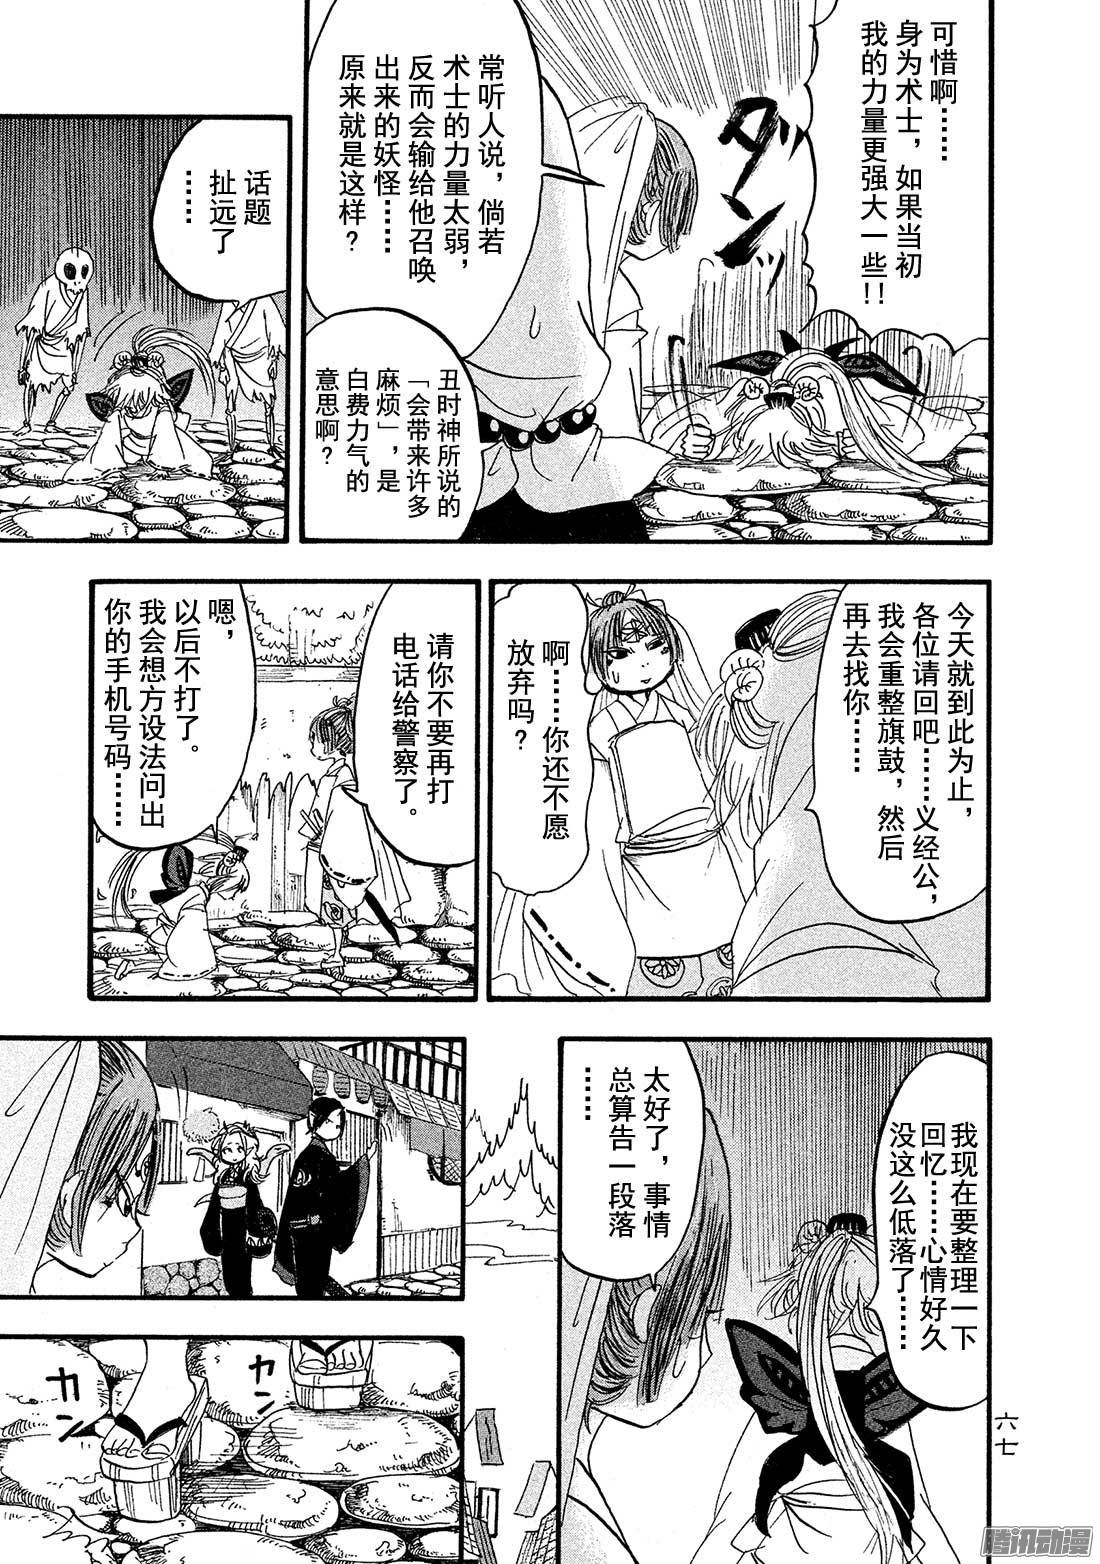 可惜啊……
身为术士，如果当初
我的力量更强大一些!!
ダンッ
常听人说，倘若
术士的力量太弱，
反而会输给他召唤
出来的妖怪……
原来就是这样？
丑时神所说的
「会带来许多
麻烦」，是
白费力气的
意思啊？
话题
扯远了
……
今天就到此为止，
各位请回吧……义经公，
我会重整旗鼓，然后
再去找你……
啊……你还不愿
放弃吗？
请你不要再打
电话给警察了。
嗯，
以后不打了。
我会想方设法问出
你的手机号码……
我现在要整理一下
回忆……心情好久
没这么低落了……
太好了，事情
总算告一段落
……
カン
カン
六七
腾讯动漫